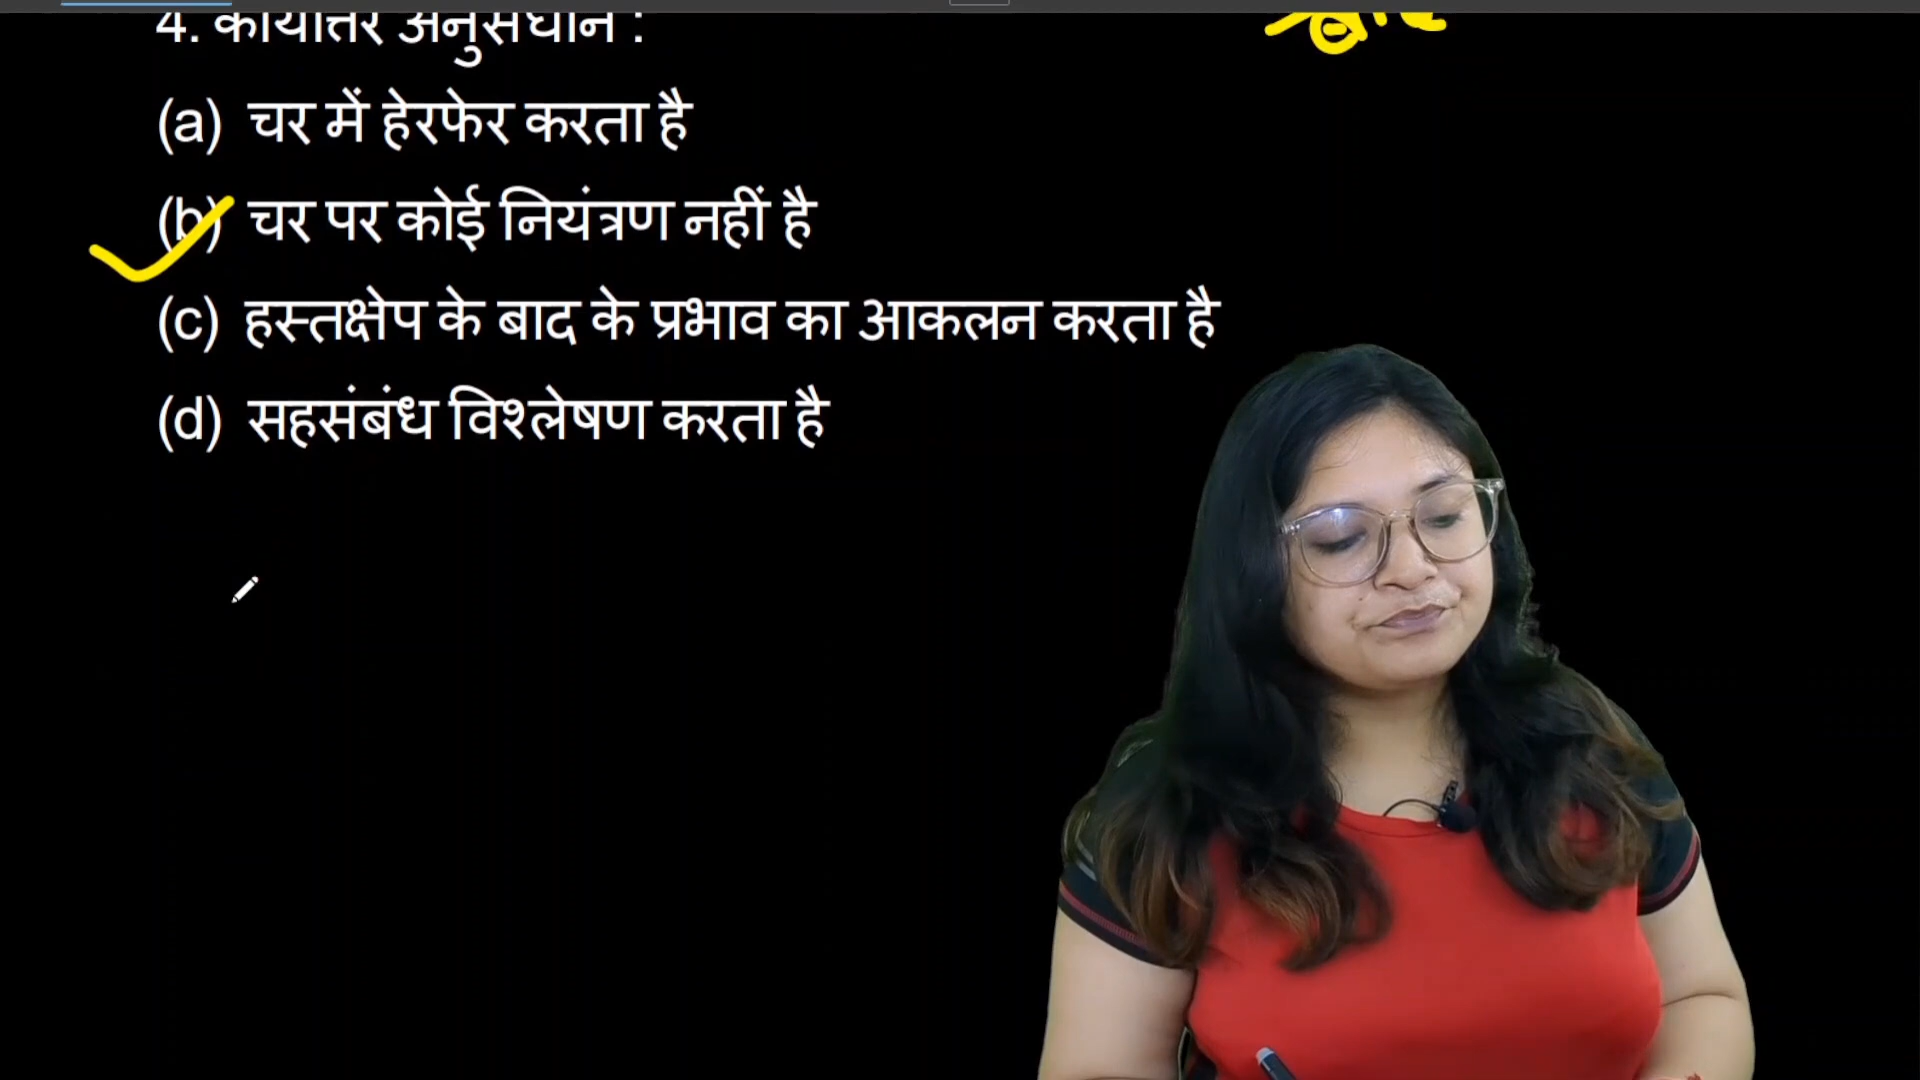 4. कार्योत्तर अनुसंधान :
(a) चर में हेरफेर करता है
(b) चर पर कोई नियंत्रण नहीं है
(c) हस्तक्षेप के बाद के प्रभाव का आकलन करता है
(d) सहसंबंध विश्लेषण करता है